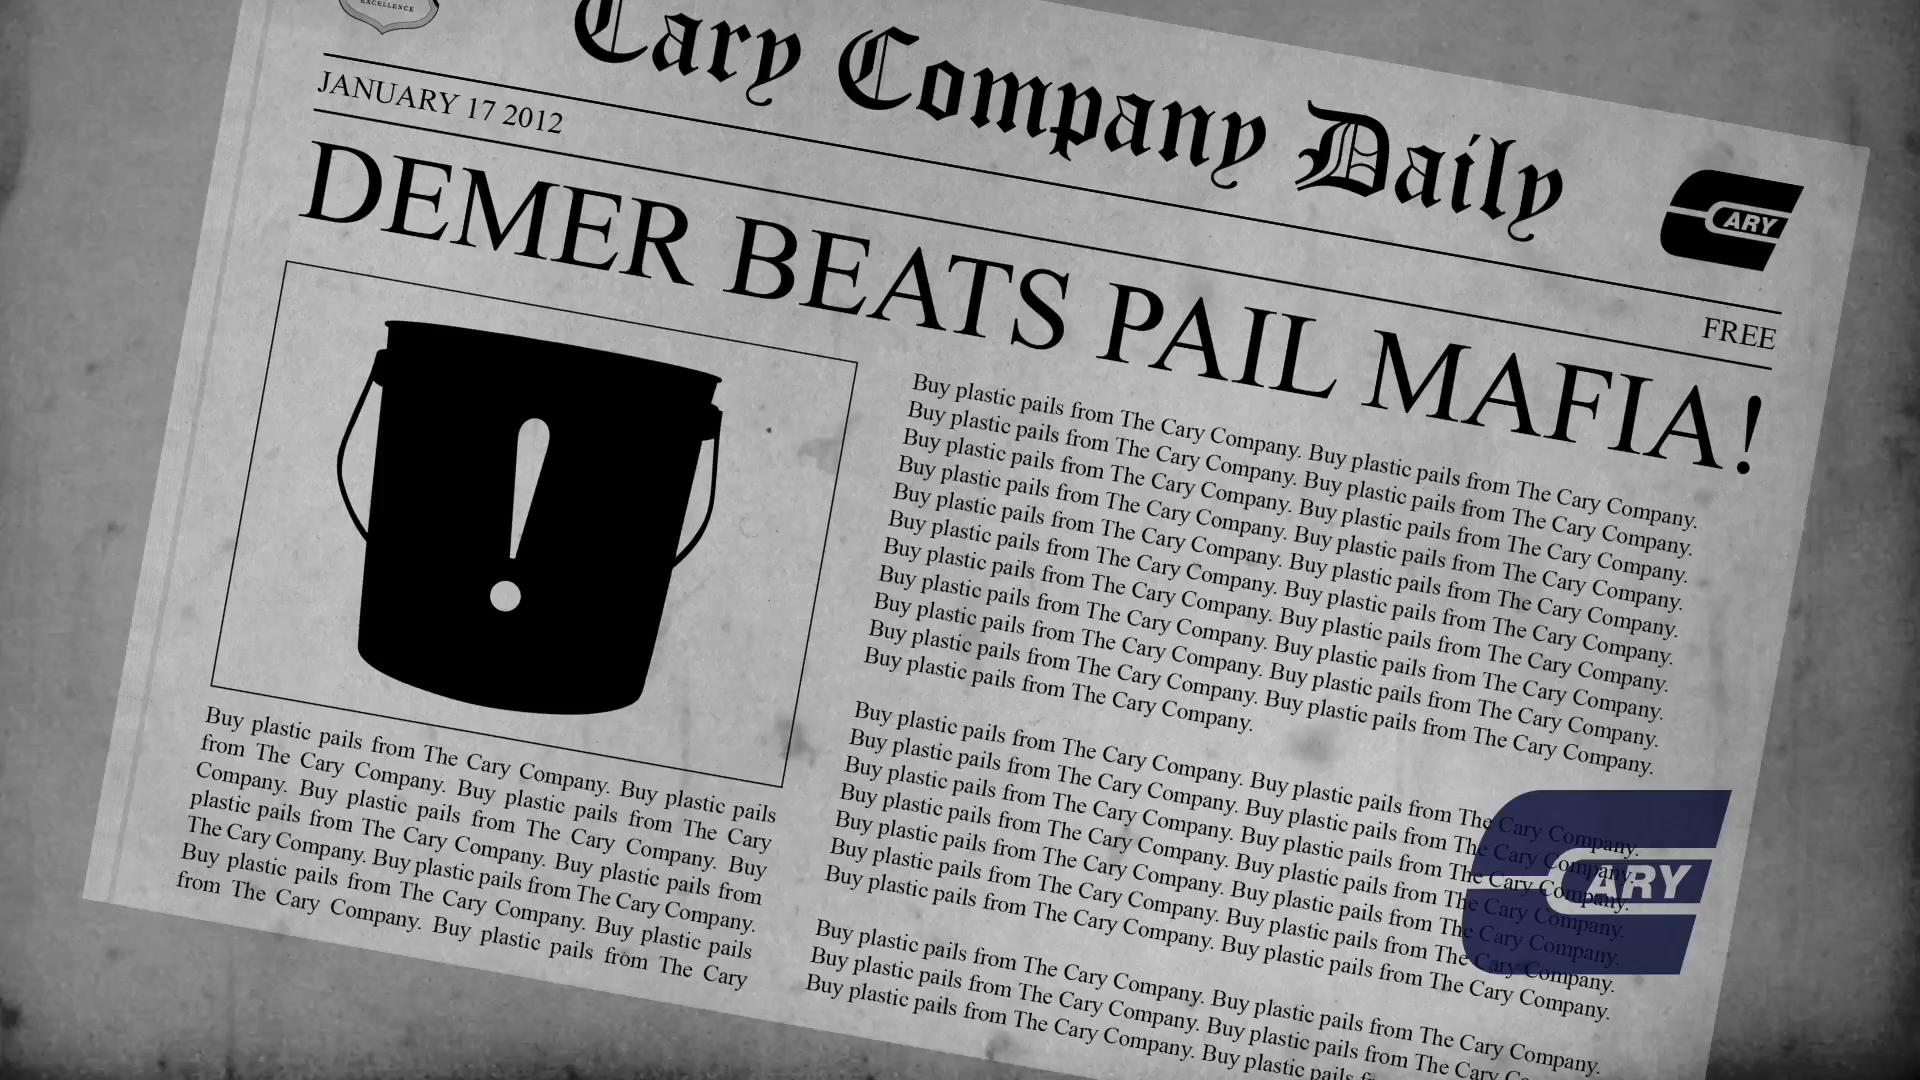 EXCELLENCE
Cary Company Daily
CARY
JANUARY 17 2012
FREE
DEMER BEATS PAIL MAFIA!
Buy plastic pails from The Cary Company. Buy plastic pails
from The Cary Company. Buy plastic pails from The Cary
Company. Buy plastic pails from The Cary Company. Buy
plastic pails from The Cary Company. Buy plastic pails from
The Cary Company. Buy plastic pails from The Cary Company.
Buy plastic pails from The Cary Company. Buy plastic pails
from The Cary Company. Buy plastic pails from The Cary
Buy plastic pails from The Cary Company. Buy plastic pails from The Cary Company.
Buy plastic pails from The Cary Company. Buy plastic pails from The Cary Company.
Buy plastic pails from The Cary Company. Buy plastic pails from The Cary Company.
Buy plastic pails from The Cary Company. Buy plastic pails from The Cary Company.
Buy plastic pails from The Cary Company. Buy plastic pails from The Cary Company.
Buy plastic pails from The Cary Company. Buy plastic pails from The Cary Company.
Buy plastic pails from The Cary Company. Buy plastic pails from The Cary Company.
Buy plastic pails from The Cary Company. Buy plastic pails from The Cary Company.
Buy plastic pails from The Cary Company. Buy plastic pails from The Cary Company.
Buy plastic pails from The Cary Company. Buy plastic pails from The Cary Company.
Buy plastic pails from The Cary Company.
Buy plastic pails from The Cary Company. Buy plastic pails from The Cary Company.
Buy plastic pails from The Cary Company. Buy plastic pails from The Cary Company.
Buy plastic pails from The Cary Company. Buy plastic pails from The Cary Company.
Buy plastic pails from The Cary Company. Buy plastic pails from The Cary Company.
Buy plastic pails from The Cary Company. Buy plastic pails from The Cary Company.
Buy plastic pails from The Cary Company. Buy plastic pails from The Cary Company.
Buy plastic pails from The Cary Company. Buy plastic pails from The Cary Company.
Buy plastic pails from The Cary Company. Buy plastic pails from The Cary Company.
Buy plastic pails from The Cary Company. Buy plastic pails from The Cary
Buy plastic pails from The Cary Company. Buy plastic pails
CARY